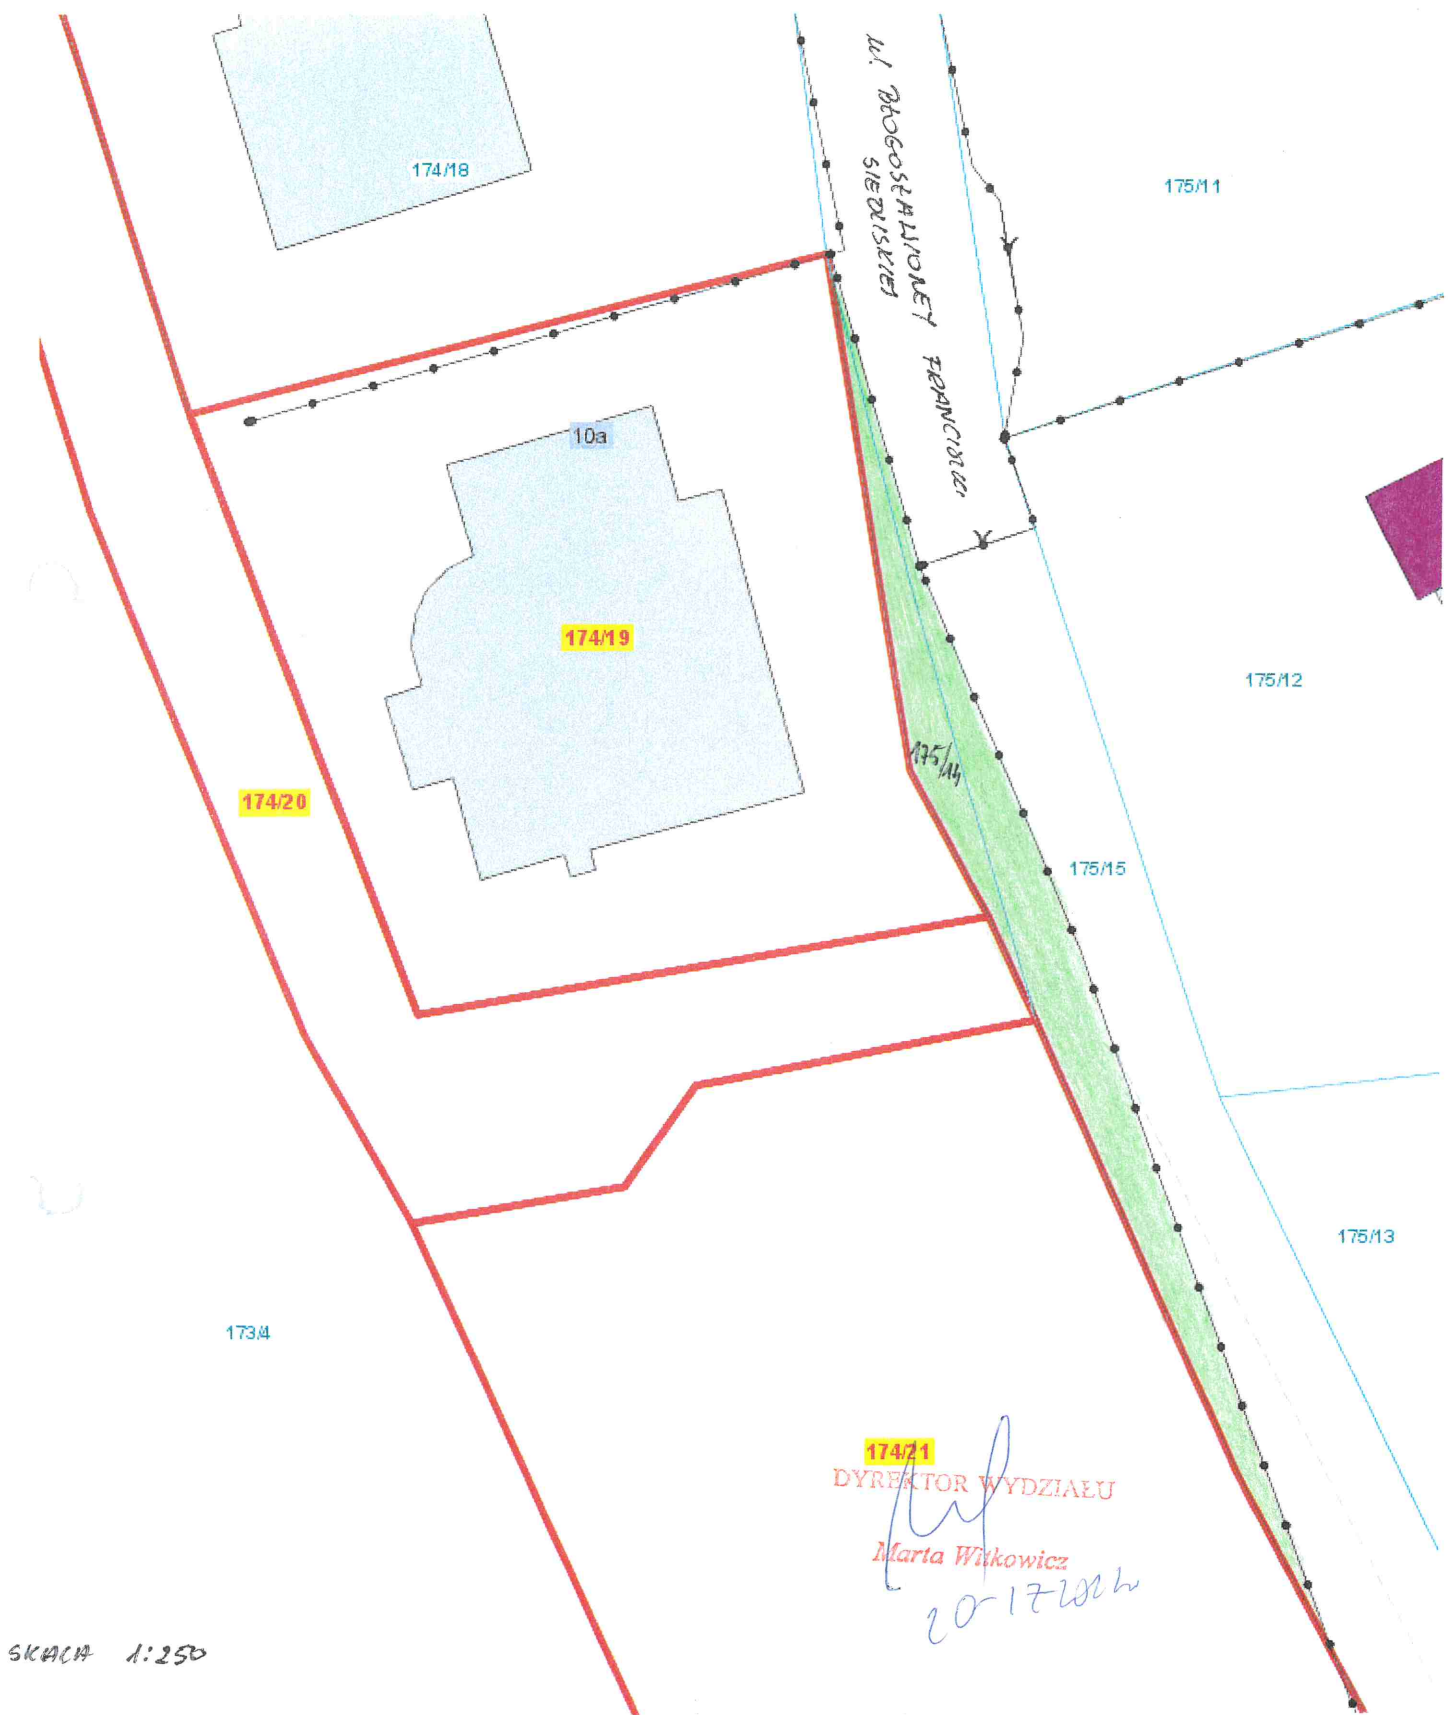 ul. BŁOGOSŁAWIONEJ FRANCISZKI
SIEDLISKIEJ
174/18
175/11
10a
174/19
175/12
175/14
174/20
175/15
175/13
173/4
174/21
DYREKTOR WYDZIAŁU
Marta Witkowicz
SKALA 1:250